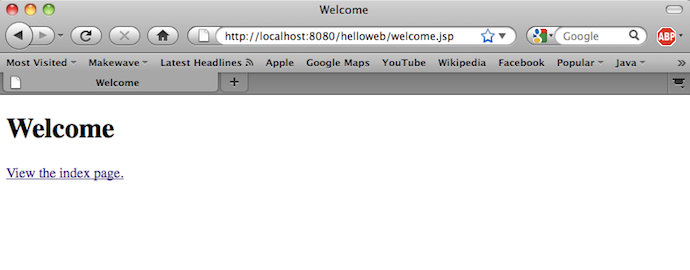 Welcome
http://localhost:8080/helloweb/welcome.jsp
Google
ABP
Most Visited Makewave Latest Headlines Apple Google Maps YouTube Wikipedia Facebook Popular Java »
Welcome +
Welcome
View the index page.